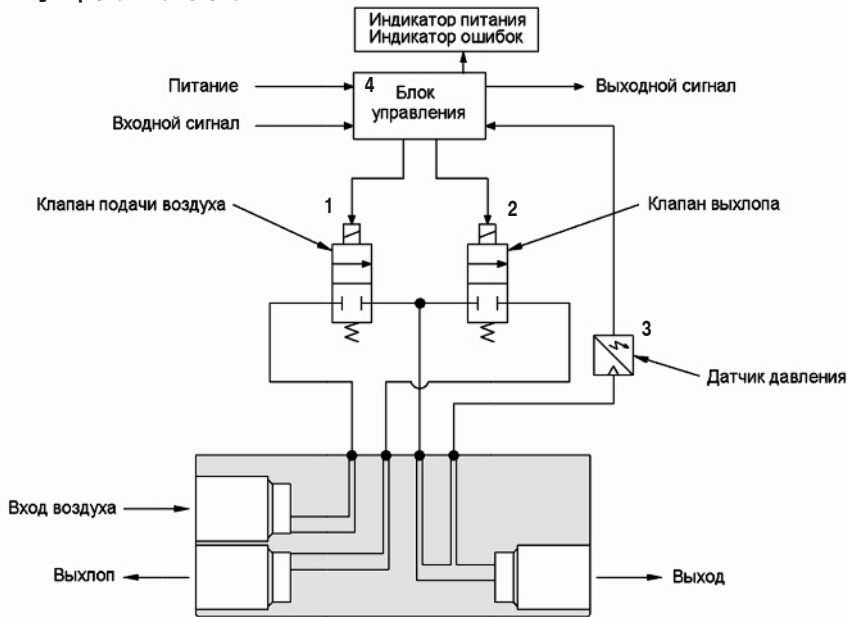 Индикатор питания
Индикатор ошибок
Питание
4
Блок
управления
Выходной сигнал
Входной сигнал
Клапан подачи воздуха
1
2
Клапан выхлопа
3
Датчик давления
Вход воздуха
Выхлоп
Выход